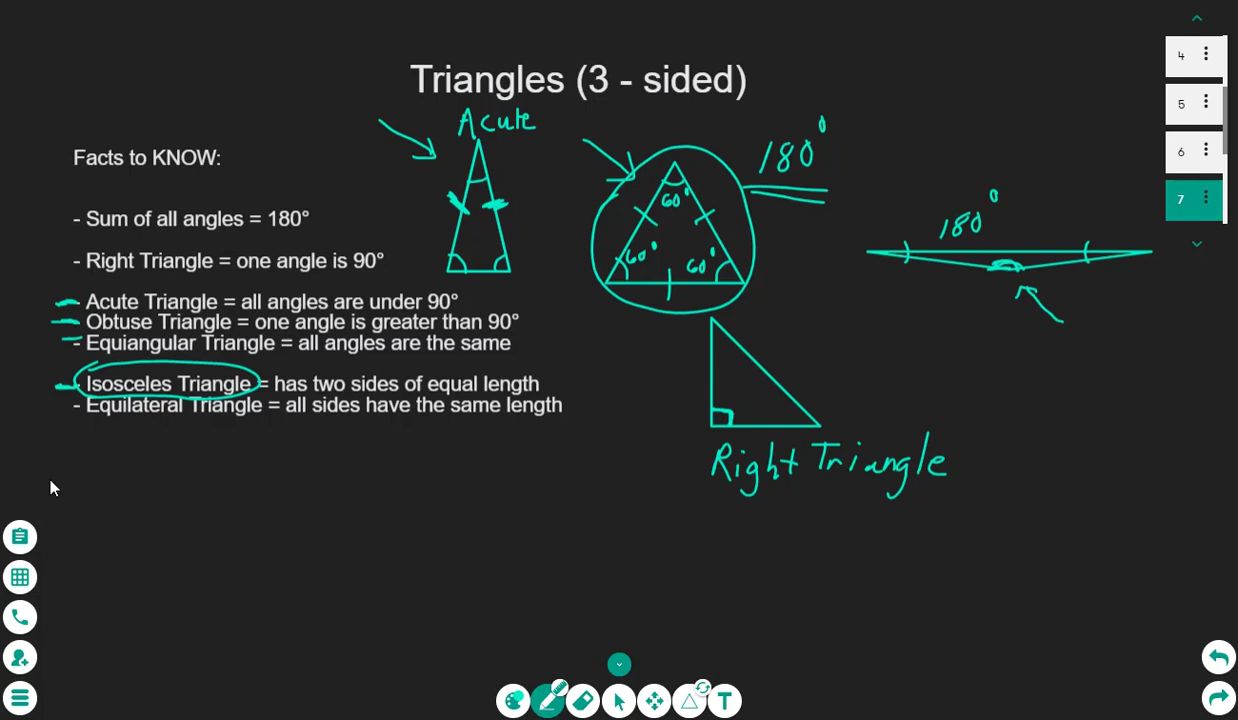 Triangles (3 - sided)
Acute
180°
Facts to KNOW:
- Sum of all angles = 180°
- Right Triangle = one angle is 90°
- Acute Triangle = all angles are under 90°
- Obtuse Triangle = one angle is greater than 90°
- Equiangular Triangle = all angles are the same
- Isosceles Triangle = has two sides of equal length
- Equilateral Triangle = all sides have the same length
60°
60° 60°
180°
Right Triangle
4
5
6
7
T